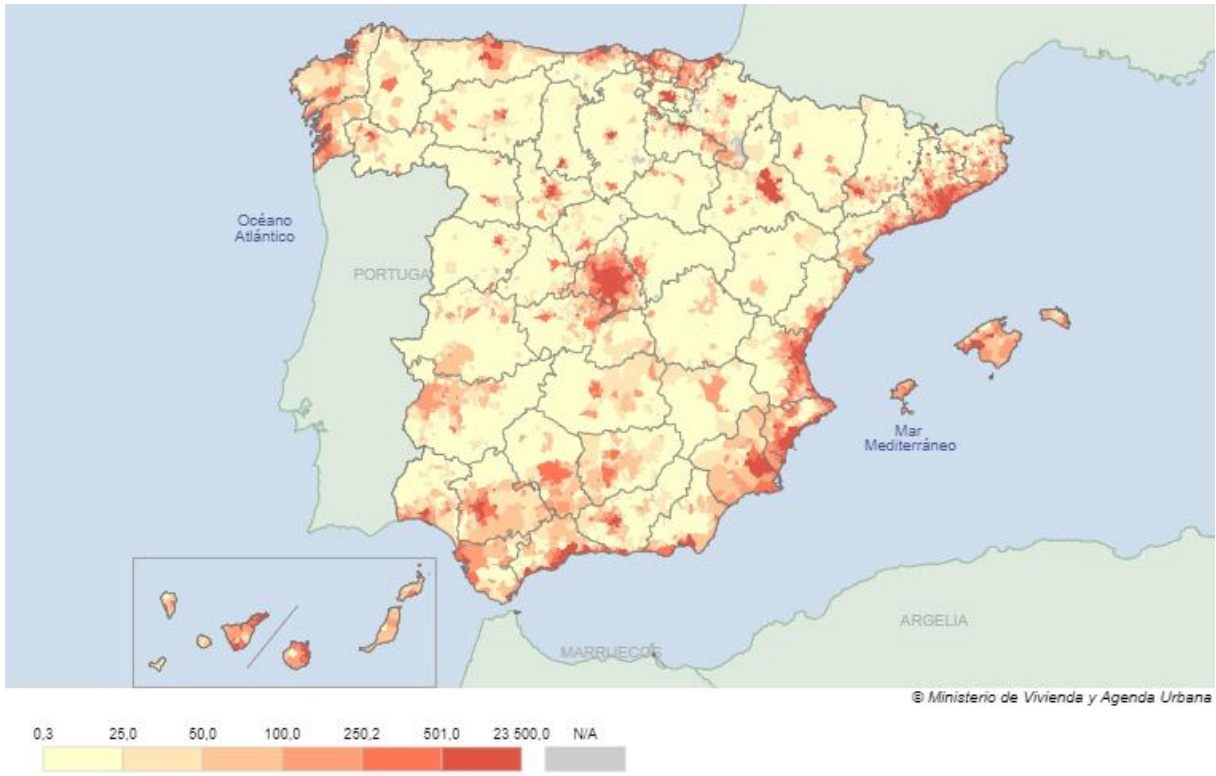 Océano
Atlántico
PORTUGA
Mar
Mediterráneo
ARGELIA
MARRUECOS
© Ministerio de Vivienda y Agenda Urbana
0,3 25,0 50,0 100,0 250,2 501,0 23 500,0 N/A